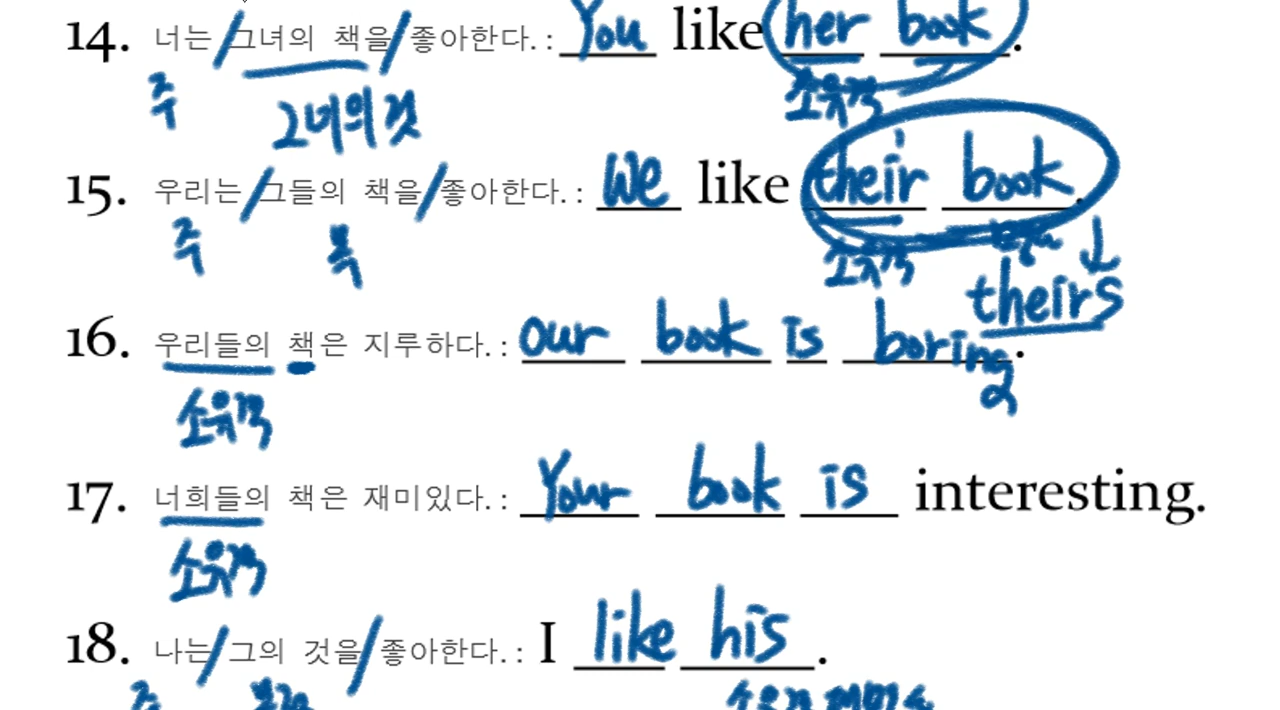 14. 너는 / 그녀의 책을 / 좋아한다. : You like her book.
주 그녀의 것 소유격
15. 우리는 / 그들의 책을 / 좋아한다. : We like their book.
주 목 소유격
theirs
16. 우리들의 책은 지루하다. : our book is boring.
소유격
17. 너희들의 책은 재미있다. : Your book is interesting.
소유격
18. 나는 / 그의 것을 / 좋아한다. : I like his.
주